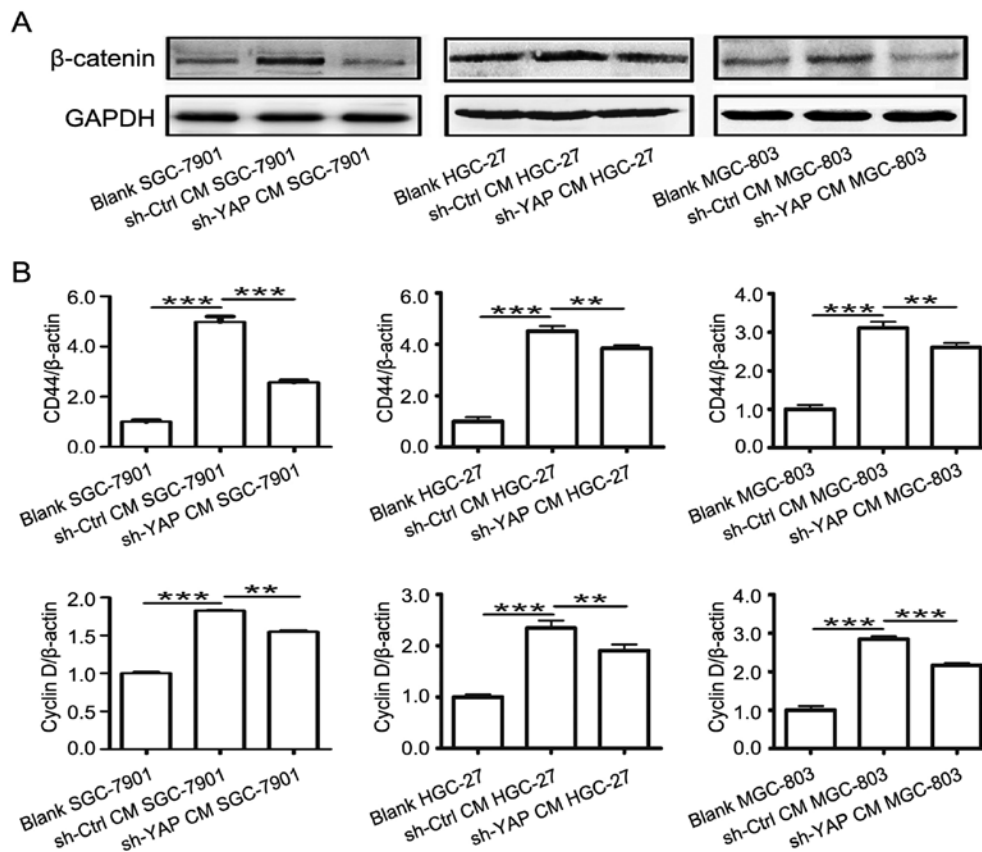 A
β-catenin
GAPDH
Blank SGC-7901
sh-Ctrl CM SGC-7901
sh-YAP CM SGC-7901
Blank HGC-27
sh-Ctrl CM HGC-27
sh-YAP CM HGC-27
Blank MGC-803
sh-Ctrl CM MGC-803
sh-YAP CM MGC-803
B
CD44/β-actin
6.0
4.0
2.0
0.0
*** ***
Blank SGC-7901
sh-Ctrl CM SGC-7901
sh-YAP CM SGC-7901
CD44/β-actin
6.0
4.0
2.0
0.0
*** **
Blank HGC-27
sh-Ctrl CM HGC-27
sh-YAP CM HGC-27
CD44/β-actin
4.0
3.0
2.0
1.0
0.0
*** **
Blank MGC-803
sh-Ctrl CM MGC-803
sh-YAP CM MGC-803
Cyclin D/β-actin
2.0
1.5
1.0
0.5
0.0
*** **
Blank SGC-7901
sh-Ctrl CM SGC-7901
sh-YAP CM SGC-7901
Cyclin D/β-actin
3.0
2.0
1.0
0.0
*** **
Blank HGC-27
sh-Ctrl CM HGC-27
sh-YAP CM HGC-27
Cyclin D/β-actin
4.0
3.0
2.0
1.0
0.0
*** ***
Blank MGC-803
sh-Ctrl CM MGC-803
sh-YAP CM MGC-803